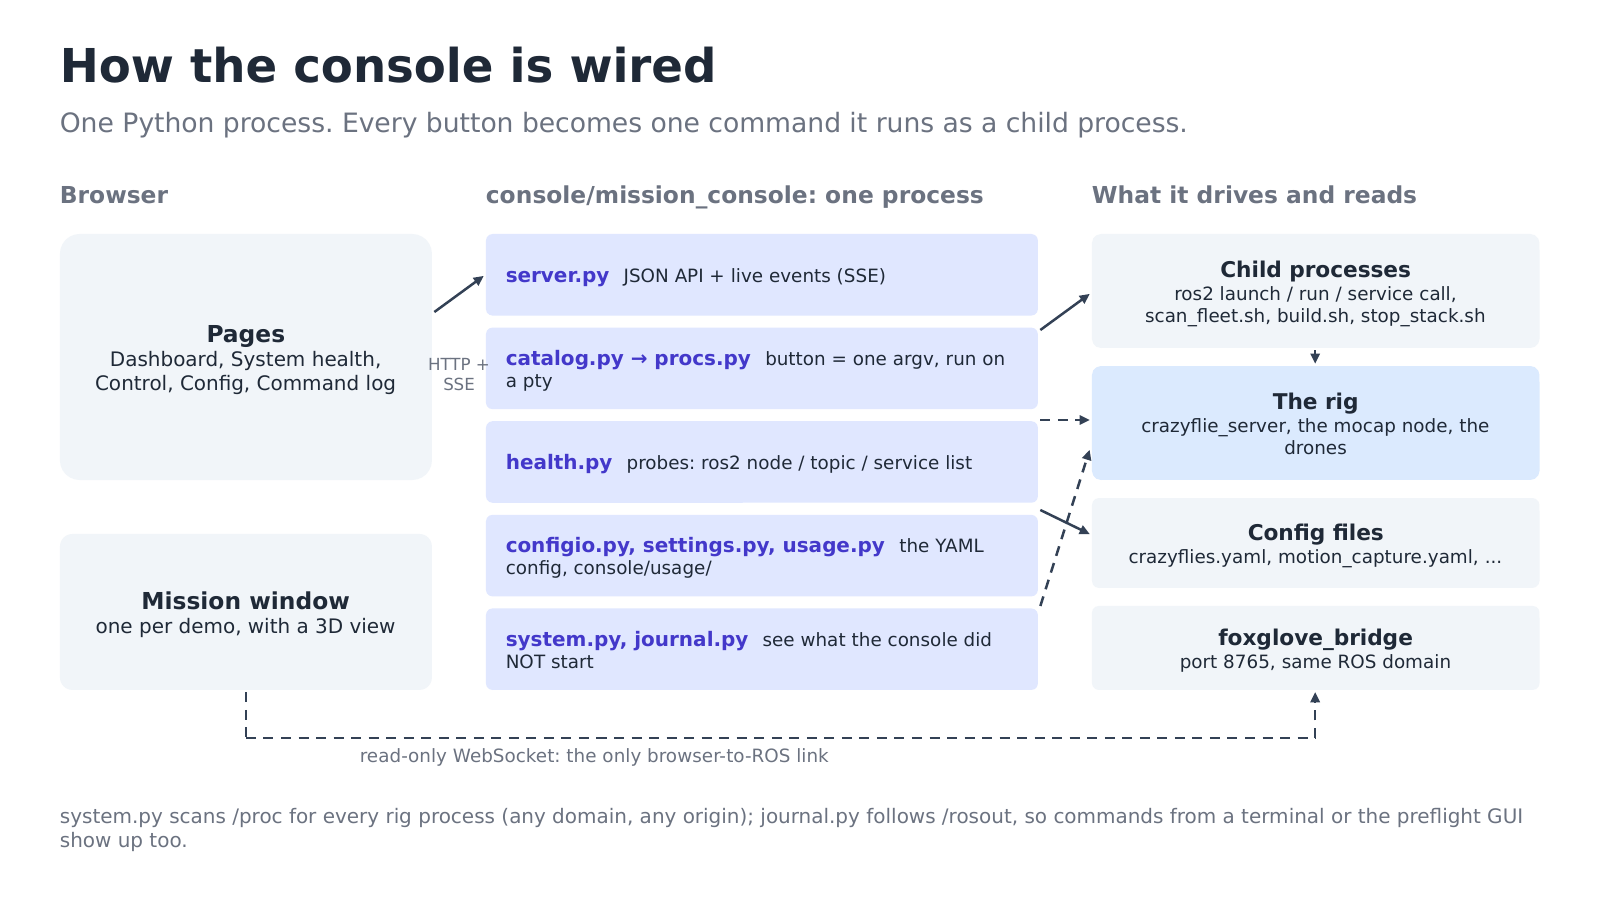 How the console is wired
One Python process. Every button becomes one command it runs as a child process.
Browser
console/mission_console: one process
What it drives and reads
Pages
Dashboard, System health,
Control, Config, Command log
HTTP +
SSE
Mission window
one per demo, with a 3D view
server.py JSON API + live events (SSE)
catalog.py → procs.py button = one argv, run on
a pty
health.py probes: ros2 node / topic / service list
configio.py, settings.py, usage.py the YAML
config, console/usage/
system.py, journal.py see what the console did
NOT start
Child processes
ros2 launch / run / service call,
scan_fleet.sh, build.sh, stop_stack.sh
The rig
crazyflie_server, the mocap node, the
drones
Config files
crazyflies.yaml, motion_capture.yaml, ...
foxglove_bridge
port 8765, same ROS domain
read-only WebSocket: the only browser-to-ROS link
system.py scans /proc for every rig process (any domain, any origin); journal.py follows /rosout, so commands from a terminal or the preflight GUI
show up too.